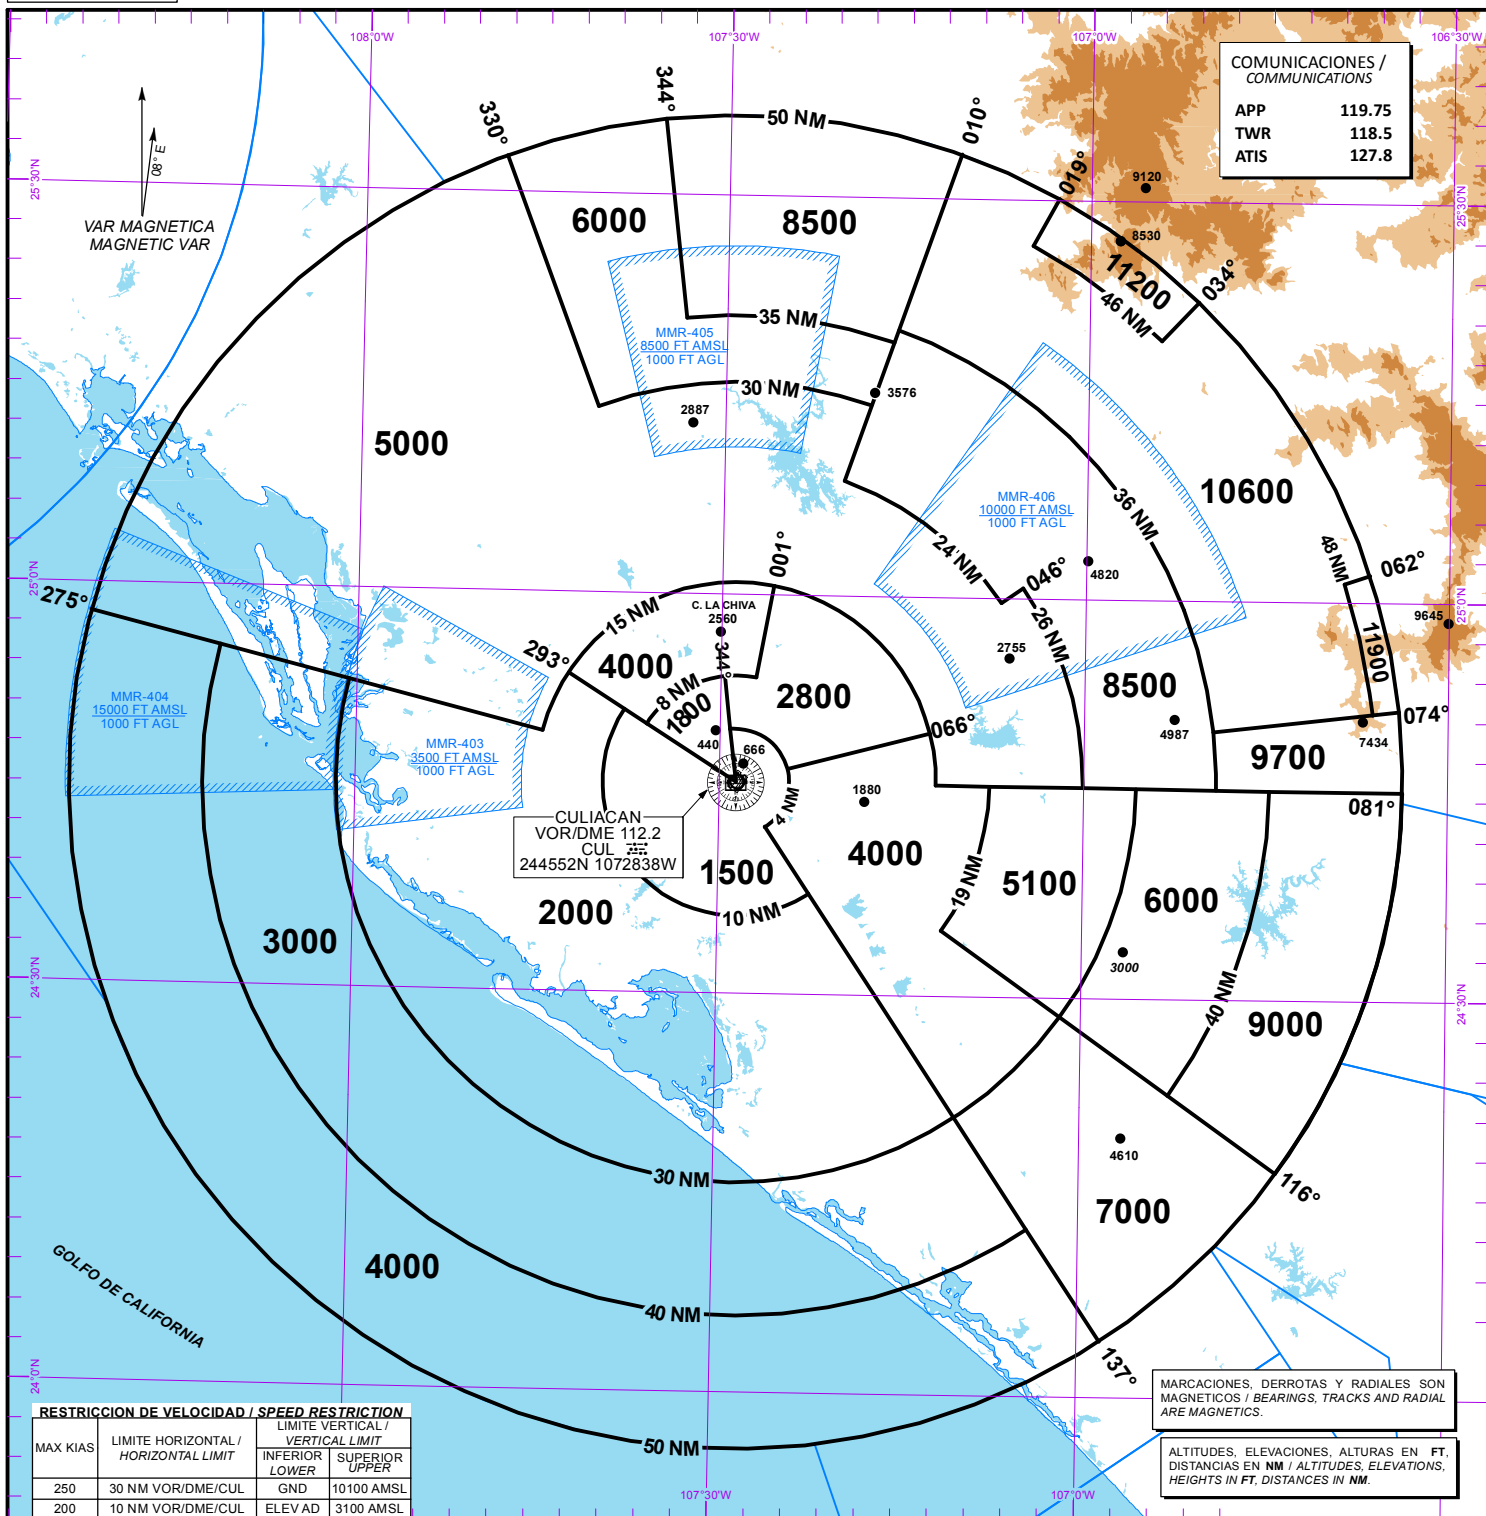 108°0'W
107°30'W
107°0'W
106°30'W
COMUNICACIONES /
COMMUNICATIONS
APP 119.75
TWR 118.5
ATIS 127.8
330°
344°
50 NM
010°
019°
034°
08° E
VAR MAGNETICA
MAGNETIC VAR
25°30'N
25°30'N
9120
8530
11200
46 NM
6000
8500
MMR-405
8500 FT AMSL
1000 FT AGL
35 NM
30 NM
3576
2887
5000
MMR-406
10000 FT AMSL
1000 FT AGL
36 NM
10600
24 NM
046°
4820
48 NM
062°
25°0'N
25°0'N
9645
11900
275°
293°
15 NM
001°
C. LA CHIVA
2560
344°
4000
8 NM
1800
440
666
2800
066°
26 NM
2755
8500
4987
074°
7434
9700
081°
MMR-404
15000 FT AMSL
1000 FT AGL
MMR-403
3500 FT AMSL
1000 FT AGL
CULIACAN
VOR/DME 112.2
CUL
244552N 1072838W
4 NM
1880
4000
1500
10 NM
2000
3000
19 NM
5100
6000
3000
40 NM
9000
24°30'N
24°30'N
4610
7000
116°
30 NM
4000
40 NM
GOLFO DE CALIFORNIA
137°
24°0'N
50 NM
107°30'W
107°0'W
MARCACIONES, DERROTAS Y RADIALES SON
MAGNETICOS / BEARINGS, TRACKS AND RADIAL
ARE MAGNETICS.
ALTITUDES, ELEVACIONES, ALTURAS EN FT,
DISTANCIAS EN NM / ALTITUDES, ELEVATIONS,
HEIGHTS IN FT, DISTANCES IN NM.
RESTRICCION DE VELOCIDAD / SPEED RESTRICTION
MAX KIAS
LIMITE HORIZONTAL /
HORIZONTAL LIMIT
LIMITE VERTICAL /
VERTICAL LIMIT
INFERIOR
LOWER
SUPERIOR
UPPER
250 30 NM VOR/DME/CUL GND 10100 AMSL
200 10 NM VOR/DME/CUL ELEV AD 3100 AMSL